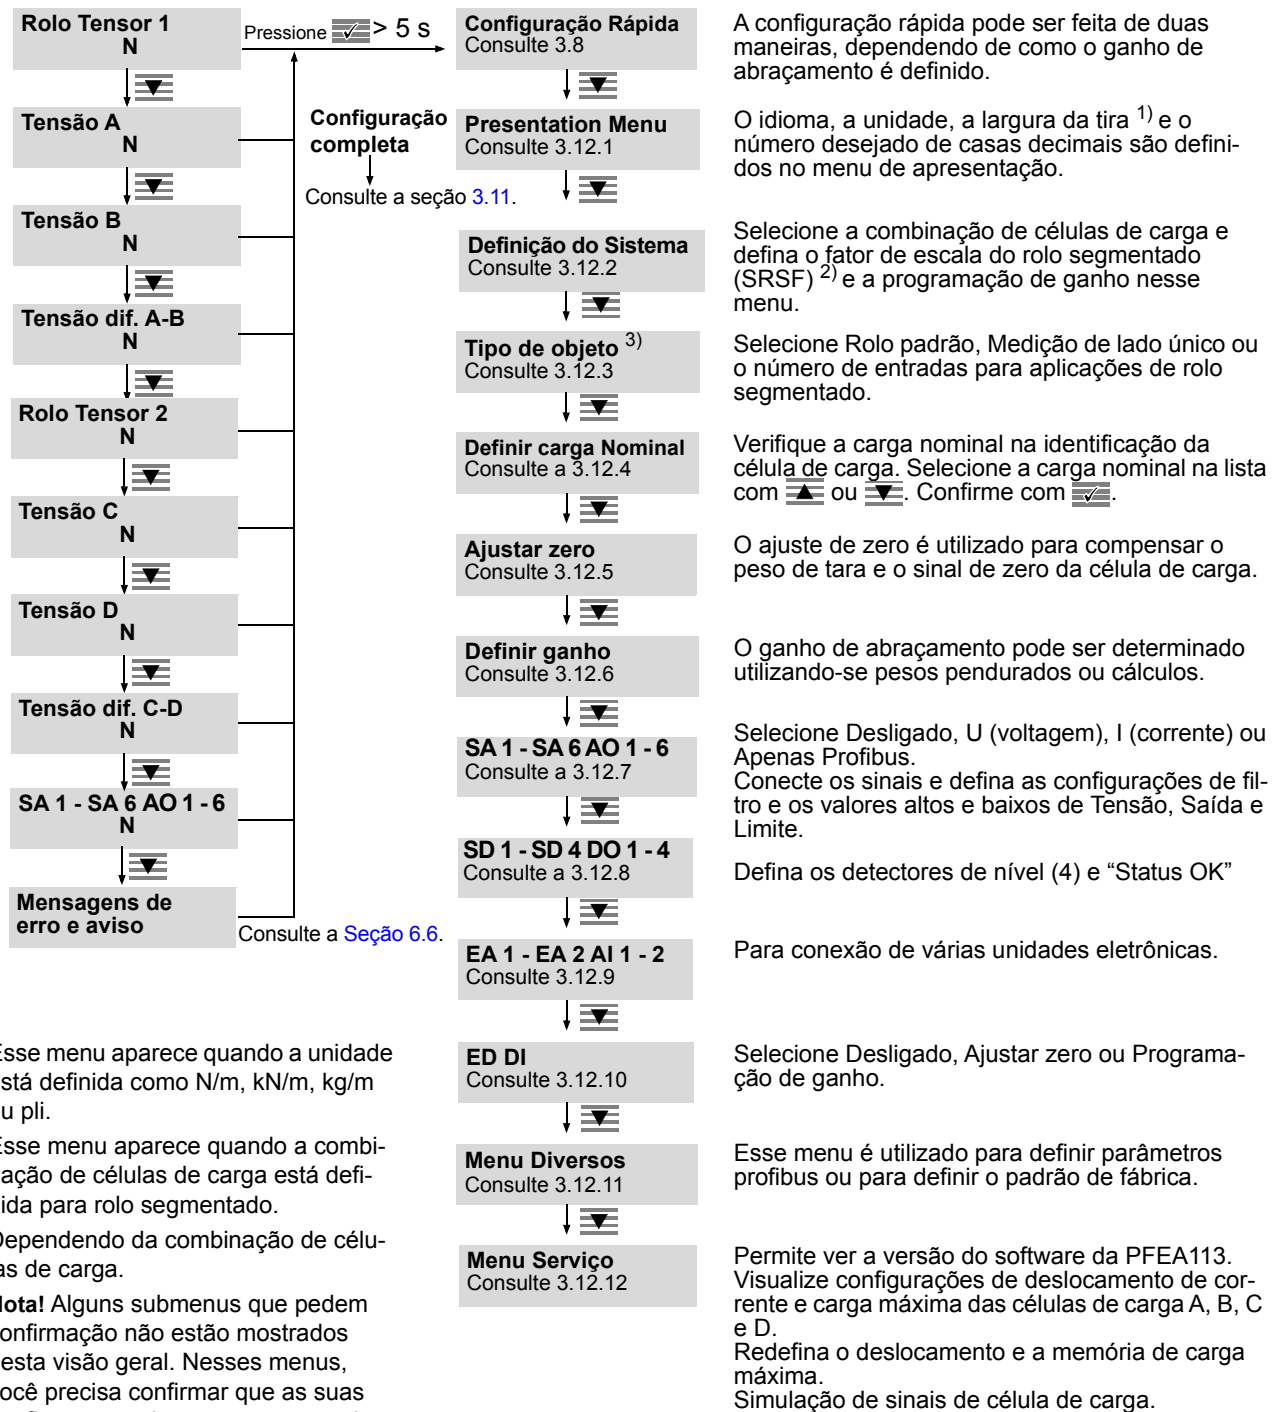 Rolo Tensor 1
N
Pressione > 5 s
Tensão A
N
Tensão B
N
Tensão dif. A-B
N
Rolo Tensor 2
N
Tensão C
N
Tensão D
N
Tensão dif. C-D
N
SA 1 - SA 6 AO 1 - 6
N
Mensagens de
erro e aviso
Consulte a Seção 6.6.
Configuração
completa
Consulte a seção 3.11.
Configuração Rápida
Consulte 3.8
A configuração rápida pode ser feita de duas
maneiras, dependendo de como o ganho de
abraçamento é definido.
Presentation Menu
Consulte 3.12.1
O idioma, a unidade, a largura da tira 1) e o
número desejado de casas decimais são defini-
dos no menu de apresentação.
Definição do Sistema
Consulte 3.12.2
Selecione a combinação de células de carga e
defina o fator de escala do rolo segmentado
(SRSF) 2) e a programação de ganho nesse
menu.
Tipo de objeto 3)
Consulte 3.12.3
Selecione Rolo padrão, Medição de lado único ou
o número de entradas para aplicações de rolo
segmentado.
Definir carga Nominal
Consulte a 3.12.4
Verifique a carga nominal na identificação da
célula de carga. Selecione a carga nominal na lista
com ▲ ou ▼. Confirme com ✓.
Ajustar zero
Consulte 3.12.5
O ajuste de zero é utilizado para compensar o
peso de tara e o sinal de zero da célula de carga.
Definir ganho
Consulte 3.12.6
O ganho de abraçamento pode ser determinado
utilizando-se pesos pendurados ou cálculos.
SA 1 - SA 6 AO 1 - 6
Consulte a 3.12.7
Selecione Desligado, U (voltagem), I (corrente) ou
Apenas Profibus.
Conecte os sinais e defina as configurações de fil-
tro e os valores altos e baixos de Tensão, Saída e
Limite.
SD 1 - SD 4 DO 1 - 4
Consulte a 3.12.8
Defina os detectores de nível (4) e “Status OK”
EA 1 - EA 2 AI 1 - 2
Consulte 3.12.9
Para conexão de várias unidades eletrônicas.
ED DI
Consulte 3.12.10
Selecione Desligado, Ajustar zero ou Programa-
ção de ganho.
Menu Diversos
Consulte 3.12.11
Esse menu é utilizado para definir parâmetros
profibus ou para definir o padrão de fábrica.
Menu Serviço
Consulte 3.12.12
Permite ver a versão do software da PFEA113.
Visualize configurações de deslocamento de cor-
rente e carga máxima das células de carga A, B, C
e D.
Redefina o deslocamento e a memória de carga
máxima.
Simulação de sinais de célula de carga.
Esse menu aparece quando a unidade
está definida como N/m, kN/m, kg/m
ou pli.
Esse menu aparece quando a combi-
nação de células de carga está defi-
nida para rolo segmentado.
Dependendo da combinação de célu-
las de carga.
Nota! Alguns submenus que pedem
confirmação não estão mostrados
nesta visão geral. Nesses menus,
você precisa confirmar que as suas